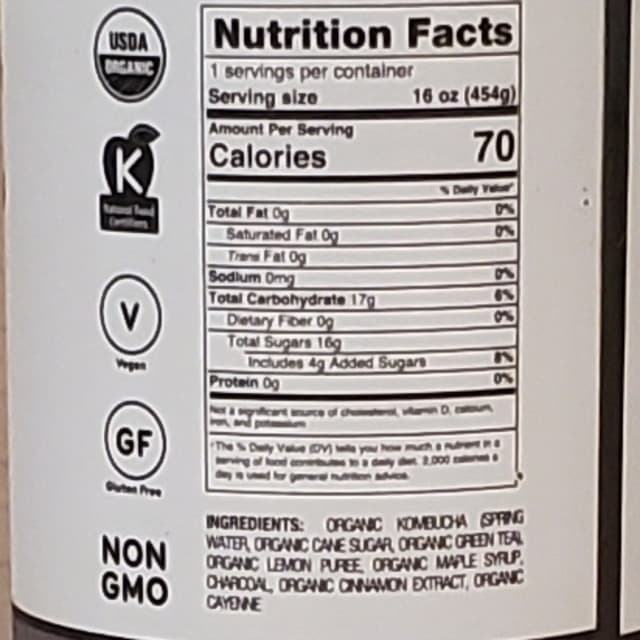 USDA
ORGANIC
K
Natural Food
Certifiers
V
Vegan
GF
Gluten Free
NON
GMO
Nutrition Facts
1 servings per container
Serving size 16 oz (454g)
Amount Per Serving
Calories 70
% Daily Value*
Total Fat 0g 0%
Saturated Fat 0g 0%
Trans Fat 0g
Sodium 0mg 0%
Total Carbohydrate 17g 6%
Dietary Fiber 0g 0%
Total Sugars 16g
Includes 4g Added Sugars 8%
Protein 0g 0%
Not a significant source of cholesterol, vitamin D, calcium,
iron, and potassium
*The % Daily Value (DV) tells you how much a nutrient in a
serving of food contributes to a daily diet. 2,000 calories a
day is used for general nutrition advice.
INGREDIENTS: ORGANIC KOMBUCHA (SPRING
WATER, ORGANIC CANE SUGAR, ORGANIC GREEN TEA),
ORGANIC LEMON PUREE, ORGANIC MAPLE SYRUP,
CHARCOAL, ORGANIC CINNAMON EXTRACT, ORGANIC
CAYENNE